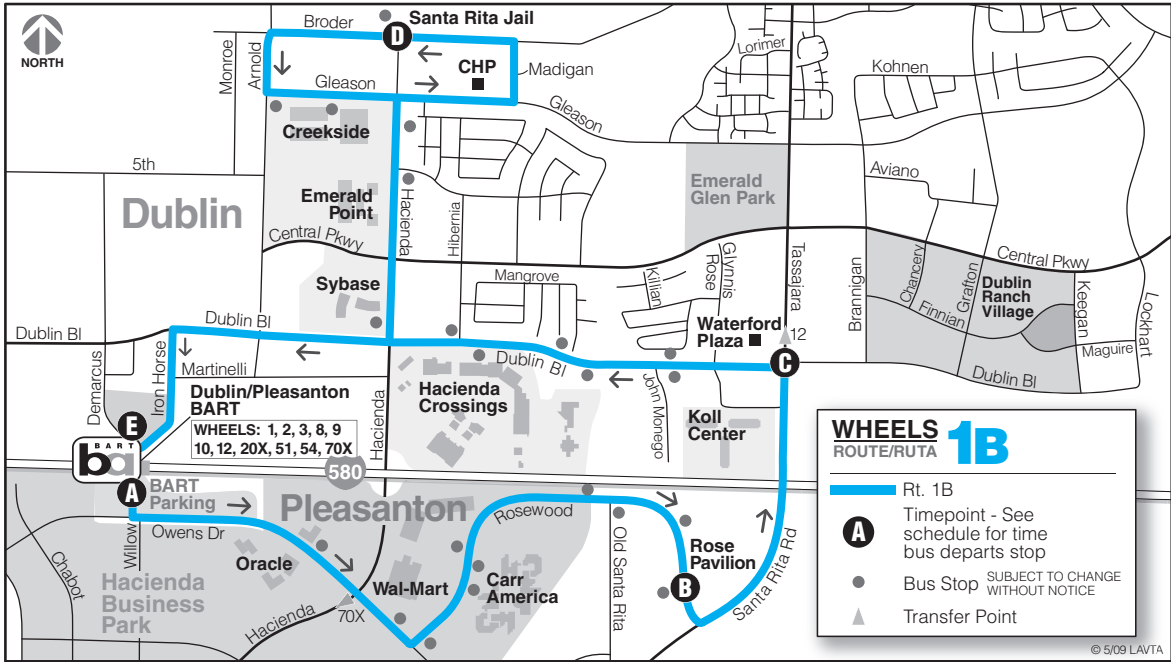 NORTH
Monroe
Arnold
Broder
D
Santa Rita Jail
Gleason
CHP
Madigan
Gleason
Lorimer
Kohnen
Creekside
5th
Dublin
Emerald
Point
Hacienda
Hibernia
Central Pkwy
Emerald
Glen Park
Aviano
Sybase
Mangrove
Killian
Glynnis
Rose
Tassajara
Brannigan
Chancery
Grafton
Finnian
Central Pkwy
Dublin
Ranch
Village
Keegan
Lockhart
Maguire
Dublin Bl
Dublin Bl
Dublin Bl
Dublin Bl
Waterford
Plaza
12
C
Demarcus
Iron Horse
Martinelli
Dublin/Pleasanton
BART
WHEELS: 1, 2, 3, 8, 9
10, 12, 20X, 51, 54, 70X
Hacienda
Hacienda
Crossings
John Monego
Koll
Center
E
BART
ba
A
BART
Parking
580
Pleasanton
Willow
Owens Dr
Chabot
Oracle
Hacienda
Business
Park
Hacienda
70X
Wal-Mart
Carr
America
Rosewood
Old Santa Rita
Rose
Pavilion
B
Santa Rita Rd
WHEELS
ROUTE/RUTA
1B
Rt. 1B
A
Timepoint - See
schedule for time
bus departs stop
Bus Stop SUBJECT TO CHANGE
WITHOUT NOTICE
Transfer Point
© 5/09 LAVTA